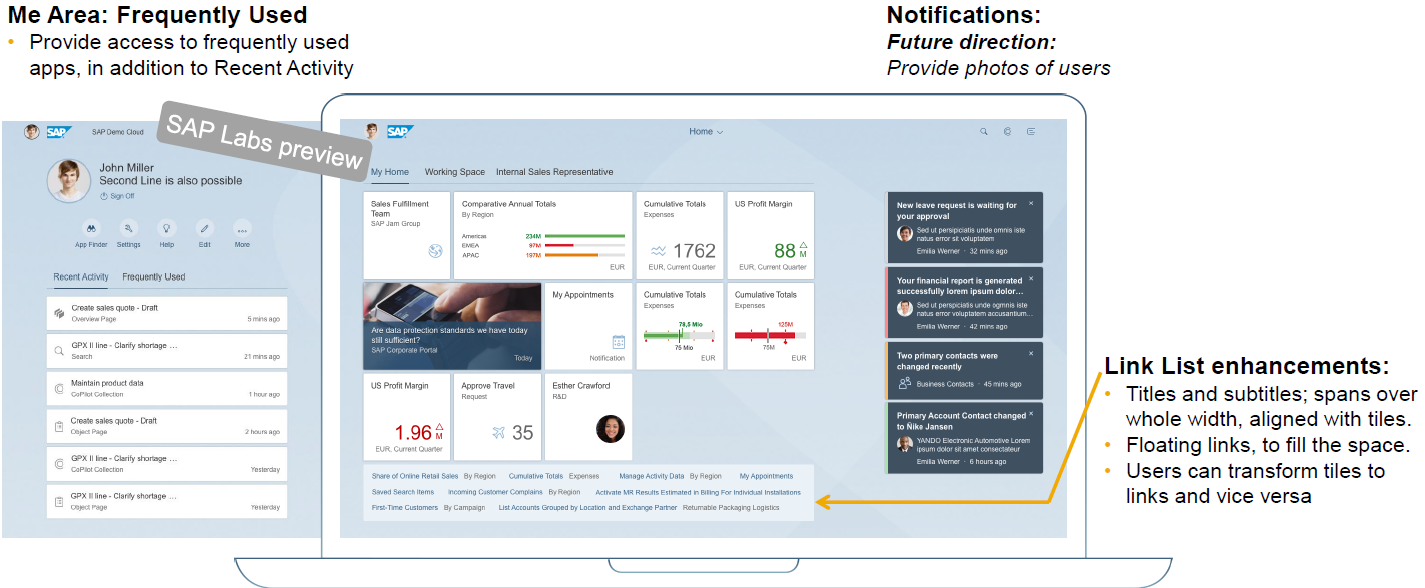 Me Area: Frequently Used
• Provide access to frequently used
apps, in addition to Recent Activity
Notifications:
Future direction:
Provide photos of users
SAP Labs preview
SAP
SAP Demo Cloud
John Miller
Second Line is also possible
Sign Off
App Finder
Settings
Help
Edit
More
Recent Activity
Frequently Used
Create sales quote - Draft
Overview Page
5 mins ago
GPX II line - Clarify shortage ...
Search
21 mins ago
Maintain product data
CoPilot Collection
1 hour ago
Create sales quote - Draft
Object Page
2 hours ago
GPX II line - Clarify shortage ...
CoPilot Collection
Yesterday
GPX II line - Clarify shortage ...
Object Page
Yesterday
SAP
Home
My Home
Working Space
Internal Sales Representative
Sales Fulfillment
Team
SAP Jam Group
Comparative Annual Totals
By Region
Americas 234M
EMEA 97M
APAC 197M
EUR
Cumulative Totals
Expenses
1762
EUR, Current Quarter
US Profit Margin
88 M
EUR, Current Quarter
Are data protection standards we have today
still sufficient?
SAP Corporate Portal
Today
My Appointments
Notification
Cumulative Totals
Expenses
78,5 Mio
75 Mio
EUR
Cumulative Totals
Expenses
125M
75M
EUR
US Profit Margin
1.96 M
EUR, Current Quarter
Approve Travel
Request
35
Esther Crawford
R&D
Share of Online Retail Sales By Region Cumulative Totals Expenses Manage Activity Data By Region My Appointments
Saved Search Items Incoming Customer Complains By Region Activate MR Results Estimated in Billing For Individual Installations
First-Time Customers By Campaign List Accounts Grouped by Location and Exchange Partner Returnable Packaging Logistics
New leave request is waiting for
your approval
Sed ut persipiciatis unde omnis iste
natus error sit voluptatem
Emilia Werner · 32 mins ago
Your financial report is generated
successfully lorem ipsum dolor...
Sed ut perspiciatis unde ogmnis iste
natus error voluptatem accusantium...
Emilia Werner · 42 mins ago
Two primary contacts were
changed recently
Business Contacts · 45 mins ago
Primary Account Contact changed
to Nike Jansen
YANDO Electronic Automotive Lorem
ipsum dolor sit amet consectetur
Emilia Werner · 6 hours ago
Link List enhancements:
• Titles and subtitles; spans over
whole width, aligned with tiles.
• Floating links, to fill the space.
• Users can transform tiles to
links and vice versa